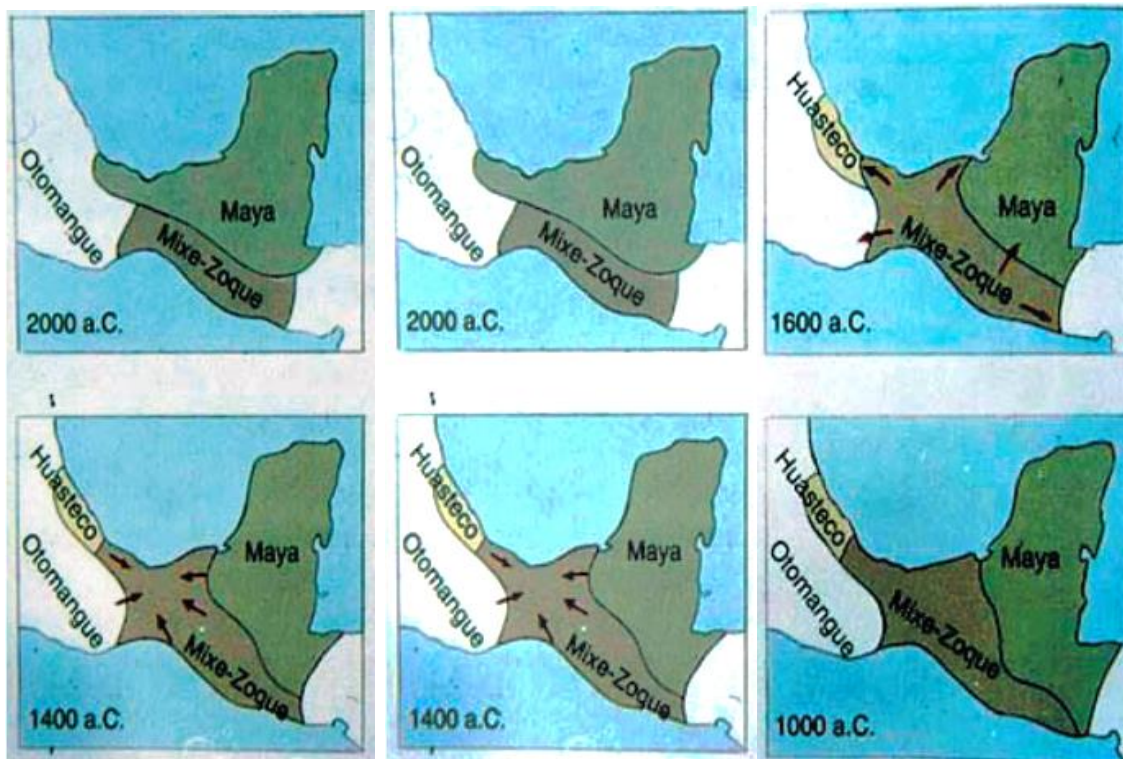 Otomangue
Maya
Mixe-Zoque
2000 a.C.
Otomangue
Maya
Mixe-Zoque
2000 a.C.
Huasteco
Maya
Mixe-Zoque
1600 a.C.
Huasteco
Otomangue
Maya
Mixe-Zoque
1400 a.C.
Huasteco
Otomangue
Maya
Mixe-Zoque
1400 a.C.
Huasteco
Otomangue
Mixe-Zoque
Maya
1000 a.C.